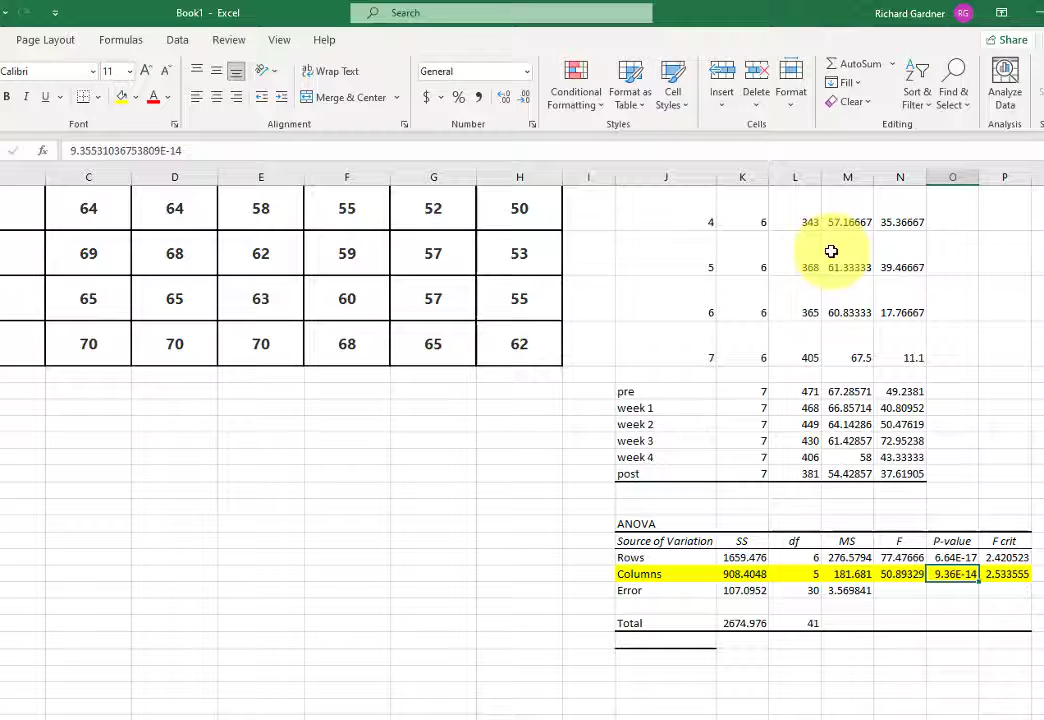 Book1 - Excel
Search
Richard Gardner RG
Page Layout Formulas Data Review View Help Share
Calibri 11 A A Wrap Text General Conditional Formatting Format as Table Cell Styles Insert Delete Format AutoSum Fill Clear Sort & Filter Find & Select Analyze Data
B I U A Merge & Center $ % ,
Font Alignment Number Styles Cells Editing Analysis
fx 9.35531036753809E-14
C D E F G H I J K L M N O P
64 64 58 55 52 50 4 6 343 57.16667 35.36667
69 68 62 59 57 53 5 6 368 61.33333 39.46667
65 65 63 60 57 55 6 6 365 60.83333 17.76667
70 70 70 68 65 62 7 6 405 67.5 11.1
pre 7 471 67.28571 49.2381
week 1 7 468 66.85714 40.80952
week 2 7 449 64.14286 50.47619
week 3 7 430 61.42857 72.95238
week 4 7 406 58 43.33333
post 7 381 54.42857 37.61905
ANOVA
Source of Variation SS df MS F P-value F crit
Rows 1659.476 6 276.5794 77.47666 6.64E-17 2.420523
Columns 908.4048 5 181.681 50.89329 9.36E-14 2.533555
Error 107.0952 30 3.569841
Total 2674.976 41